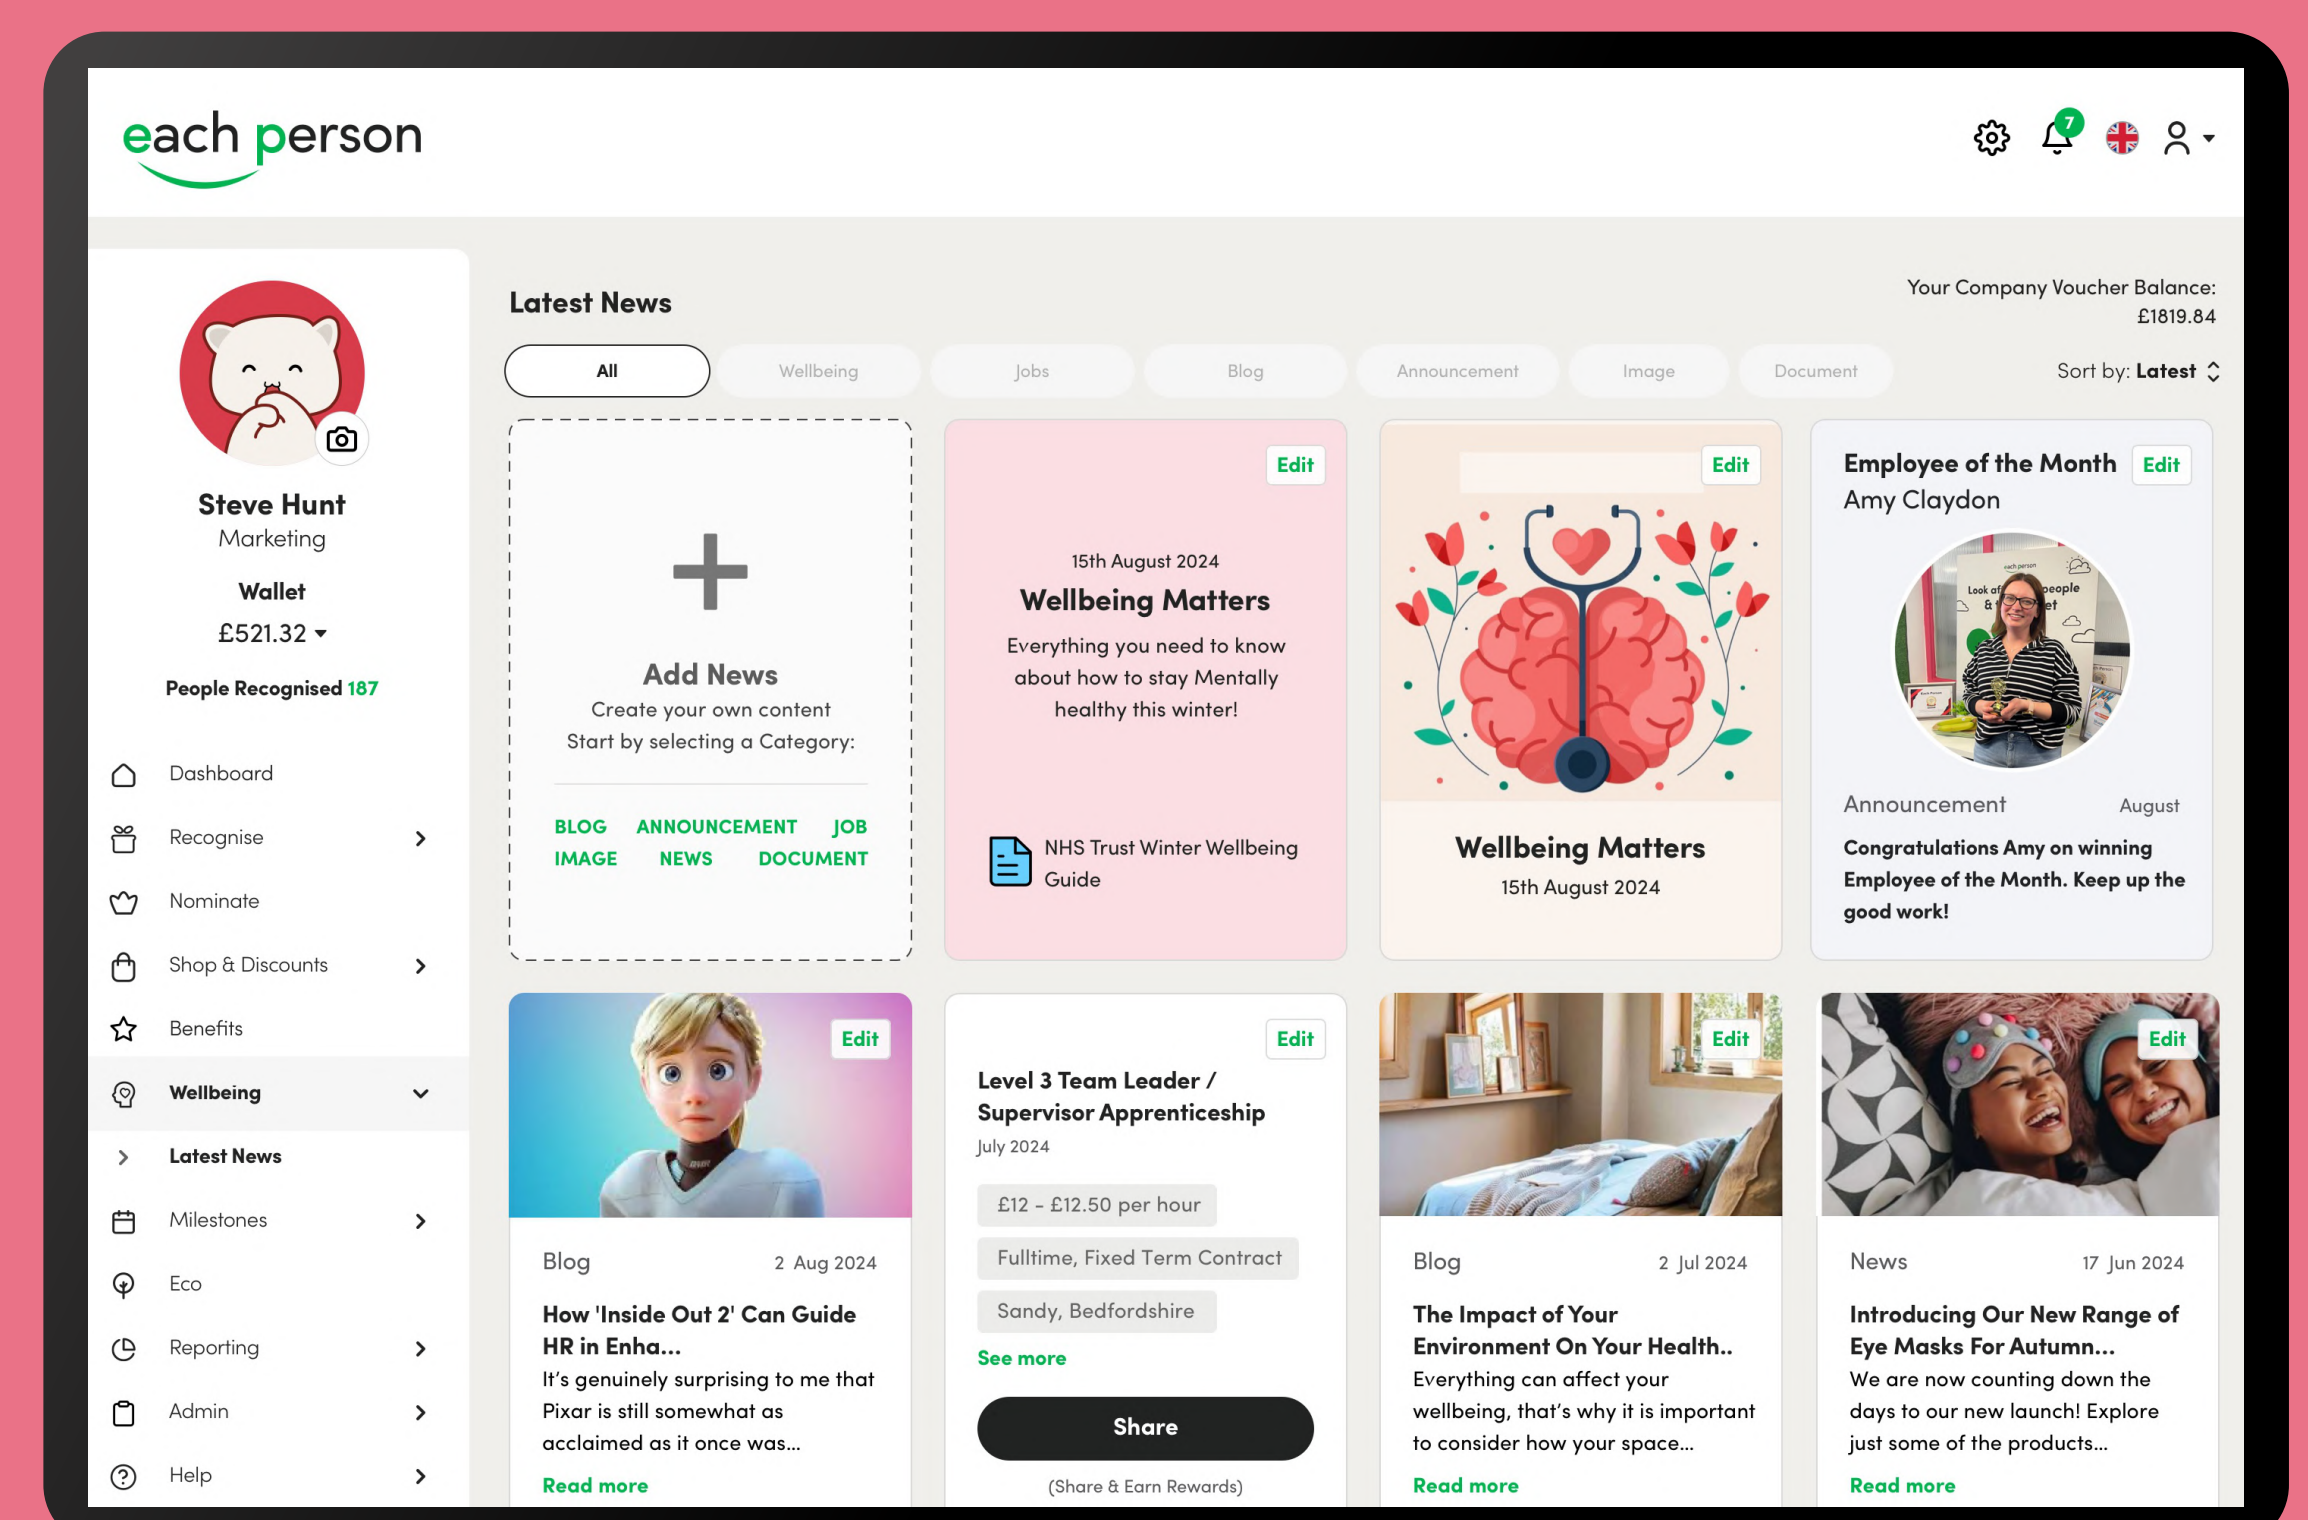 each person
7
Steve Hunt
Marketing
Wallet
£521.32
People Recognised 187
Dashboard
Recognise
Nominate
Shop & Discounts
Benefits
Wellbeing
Latest News
Milestones
Eco
Reporting
Admin
Help
Latest News
Your Company Voucher Balance:
£1819.84
All
Wellbeing
Jobs
Blog
Announcement
Image
Document
Sort by: Latest
Add News
Create your own content
Start by selecting a Category:
BLOG ANNOUNCEMENT JOB
IMAGE NEWS DOCUMENT
Edit
15th August 2024
Wellbeing Matters
Everything you need to know
about how to stay Mentally
healthy this winter!
NHS Trust Winter Wellbeing
Guide
Edit
Wellbeing Matters
15th August 2024
Employee of the Month
Edit
Amy Claydon
each person
Announcement
August
Congratulations Amy on winning
Employee of the Month. Keep up the
good work!
Edit
Blog
2 Aug 2024
How 'Inside Out 2' Can Guide
HR in Enha...
It's genuinely surprising to me that
Pixar is still somewhat as
acclaimed as it once was...
Read more
Edit
Level 3 Team Leader /
Supervisor Apprenticeship
July 2024
£12 - £12.50 per hour
Fulltime, Fixed Term Contract
Sandy, Bedfordshire
See more
Share
(Share & Earn Rewards)
Edit
Blog
2 Jul 2024
The Impact of Your
Environment On Your Health..
Everything can affect your
wellbeing, that's why it is important
to consider how your space...
Read more
Edit
News
17 Jun 2024
Introducing Our New Range of
Eye Masks For Autumn...
We are now counting down the
days to our new launch! Explore
just some of the products...
Read more